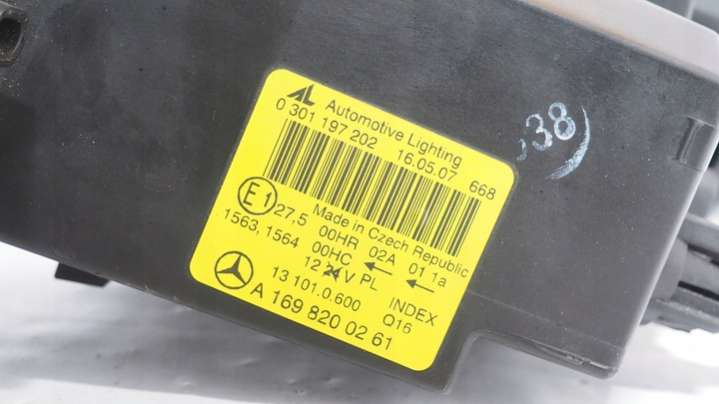 AL Automotive Lighting
0 301 197 202 16.05.07 668
Made in Czech Republic
E1 27,5 00HR 02A 01 1a
1563, 1564 00HC ← ←
12 24 V PL
13 101.0.600 INDEX Q16
A 169 820 02 61
38